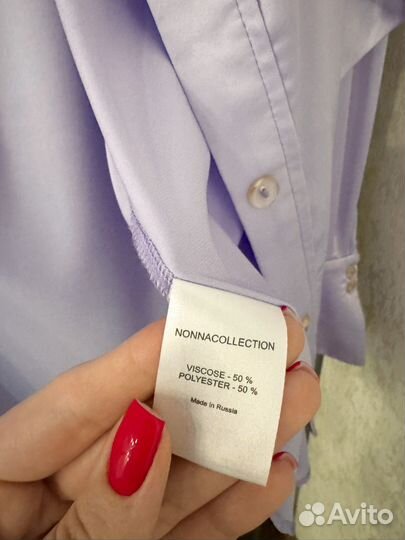 NONNACOLLECTION
VISCOSE - 50 %
POLYESTER - 50 %
Made in Russia
Avito